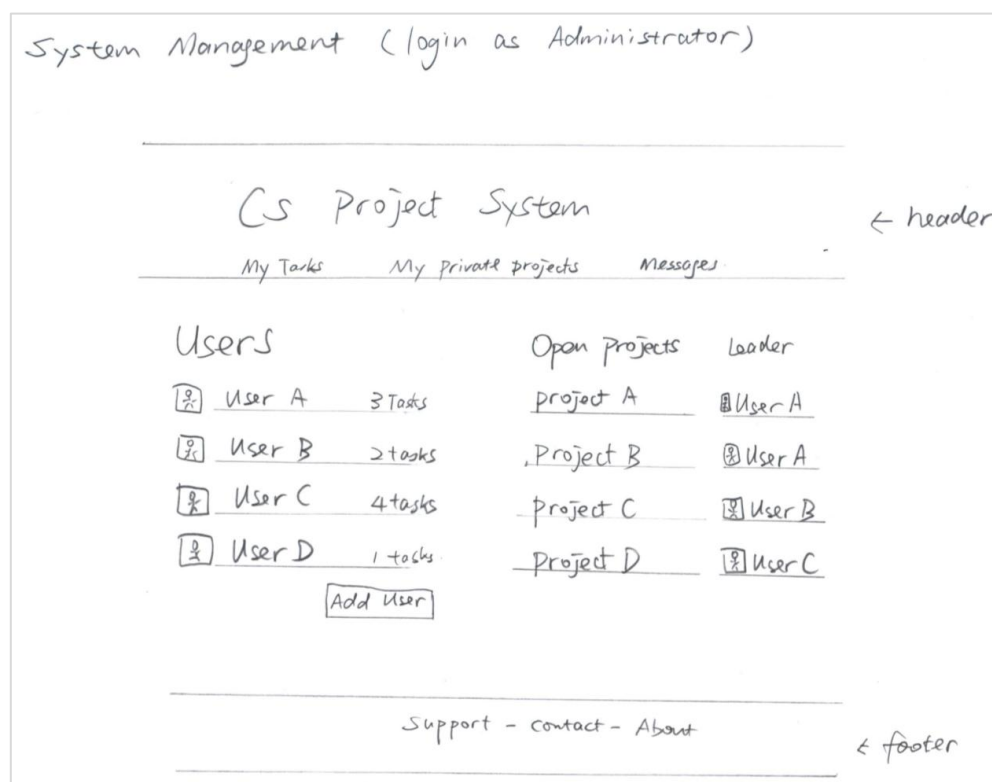 System Management (login as Administrator)
Cs Project System
← header
My Tasks My private projects Messages
Users Open projects Leader
User A 3 Tasks project A User A
User B 2 tasks Project B User A
User C 4 tasks project C User B
User D 1 tasks project D User C
Add User
Support - Contact - About
← footer